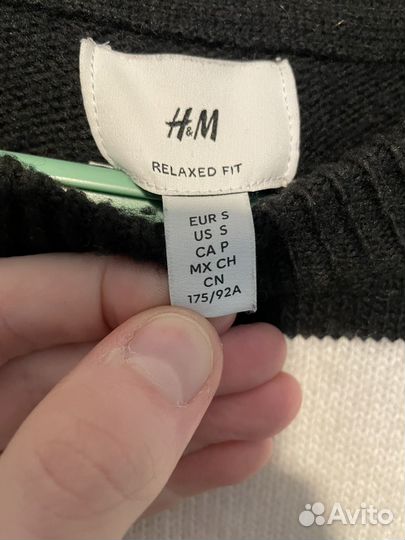 H&M
RELAXED FIT
EUR S
US S
CA P
MX CH
CN
175/92A
Avito